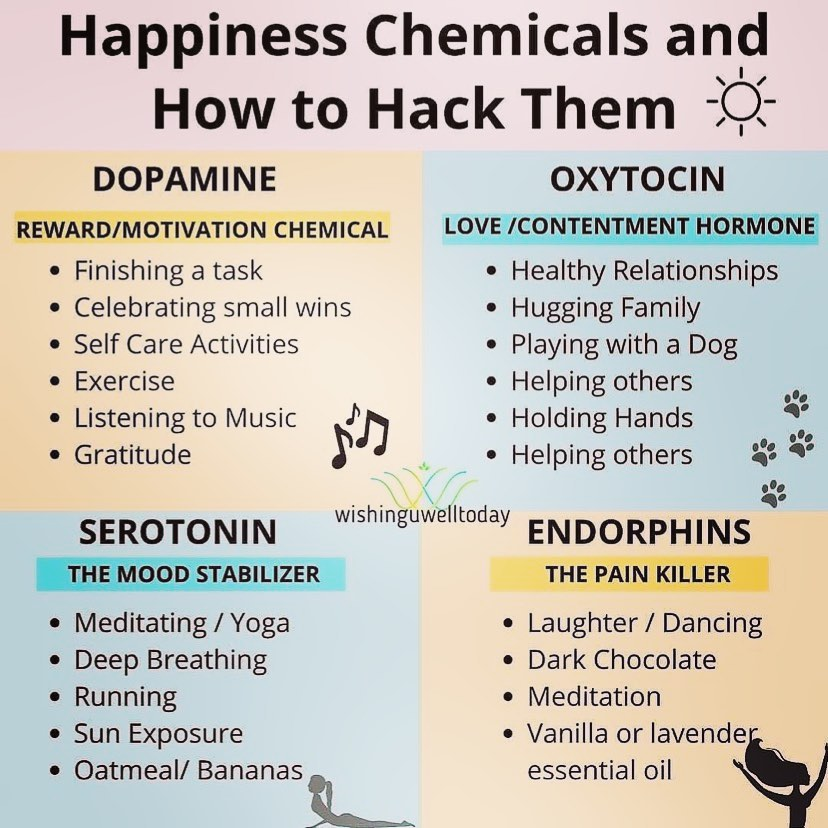 Happiness Chemicals and
How to Hack Them
DOPAMINE
REWARD/MOTIVATION CHEMICAL
• Finishing a task
• Celebrating small wins
• Self Care Activities
• Exercise
• Listening to Music
• Gratitude
OXYTOCIN
LOVE /CONTENTMENT HORMONE
• Healthy Relationships
• Hugging Family
• Playing with a Dog
• Helping others
• Holding Hands
• Helping others
wishinguwelltoday
SEROTONIN
THE MOOD STABILIZER
• Meditating / Yoga
• Deep Breathing
• Running
• Sun Exposure
• Oatmeal/ Bananas
ENDORPHINS
THE PAIN KILLER
• Laughter / Dancing
• Dark Chocolate
• Meditation
• Vanilla or lavender
essential oil